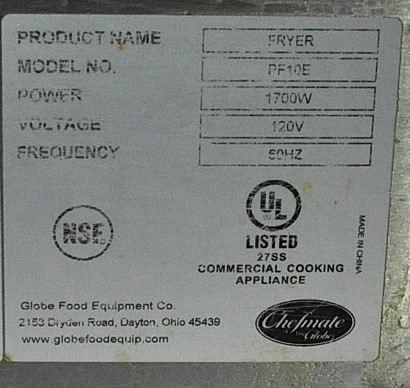 PRODUCT NAME FRYER
MODEL NO. PF10E
POWER 1700W
VOLTAGE 120V
FREQUENCY 60HZ
NSF
UL
LISTED
27SS
COMMERCIAL COOKING
APPLIANCE
MADE IN CHINA
Globe Food Equipment Co.
2153 Dryden Road, Dayton, Ohio 45439
www.globefoodequip.com
Chefmate
by Globe